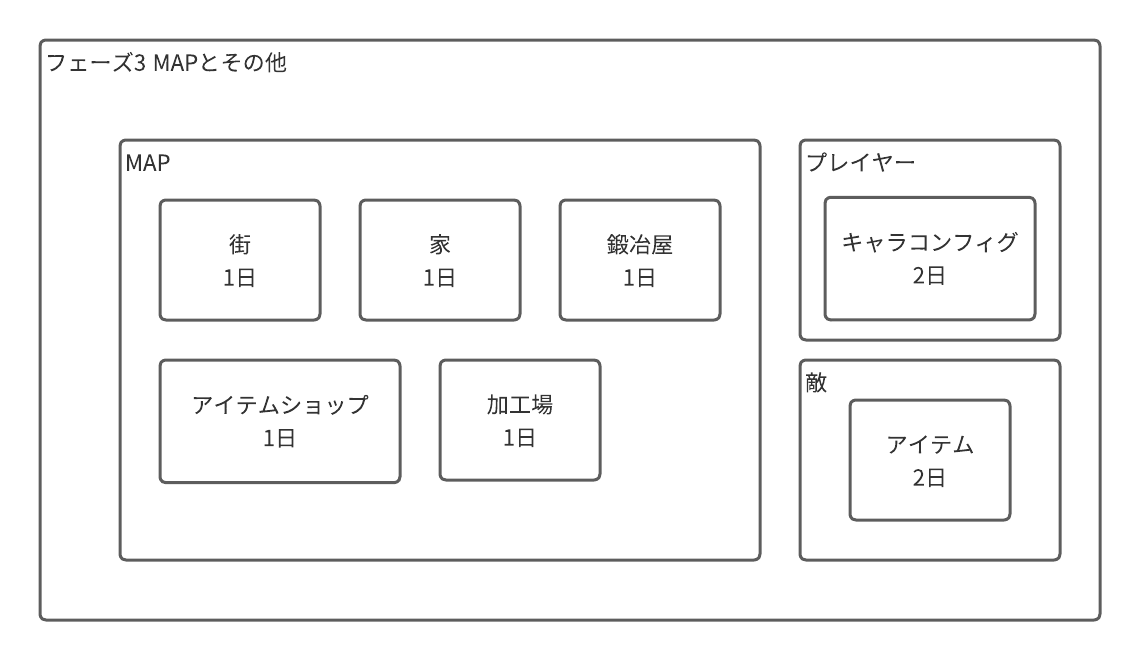 フェーズ3 MAPとその他
MAP
街
1日
家
1日
鍛冶屋
1日
アイテムショップ
1日
加工場
1日
プレイヤー
キャラコンフィグ
2日
敵
アイテム
2日